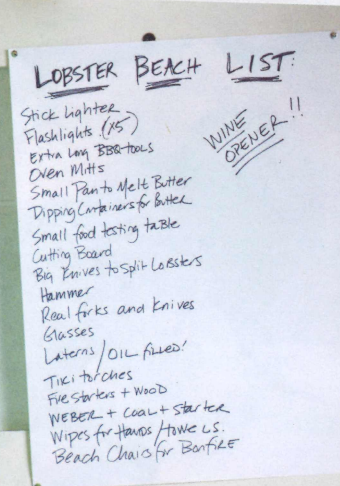 LOBSTER BEACH LIST:
Stick Lighter
Flashlights (x5)
WINE OPENER!!
Extra Long BBQ-tools
Oven Mitts
Small Pan to Melt Butter
Dipping Containers for Butter
Small food testing table
Cutting Board
Big Knives to Split Lobsters
Hammer
Real forks and Knives
Glasses
Laterns / OIL filled!
Tiki torches
Fire Starters + WOOD
WEBER + COAL + Starter
Wipes for Hands / towels.
Beach Chairs for Bonfire